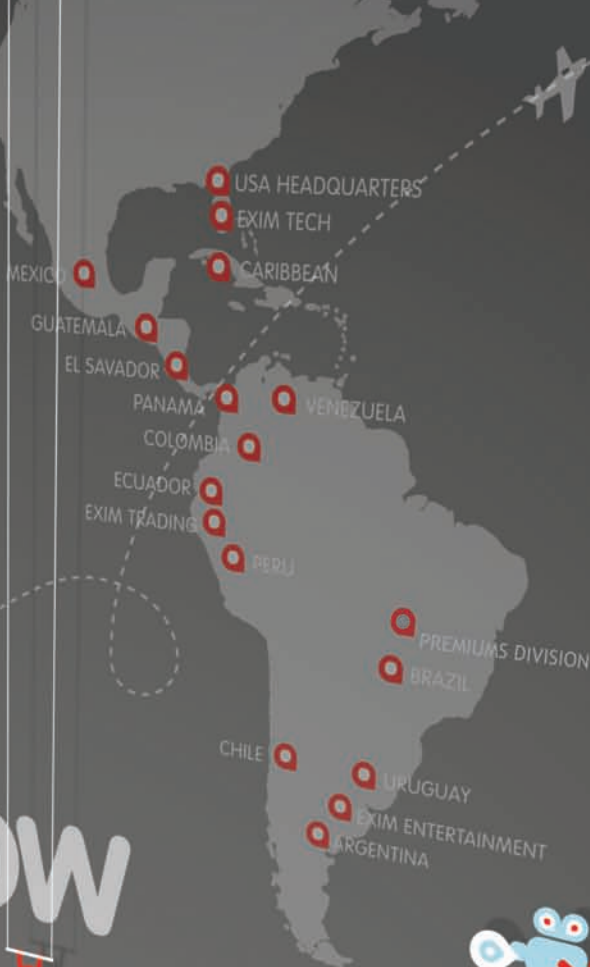 USA HEADQUARTERS
EXIM TECH
CARIBBEAN
MEXICO
GUATEMALA
EL SAVADOR
PANAMA
VENEZUELA
COLOMBIA
ECUADOR
EXIM TRADING
PERU
PREMIUMS DIVISION
BRAZIL
CHILE
URUGUAY
EXIM ENTERTAINMENT
ARGENTINA
OW